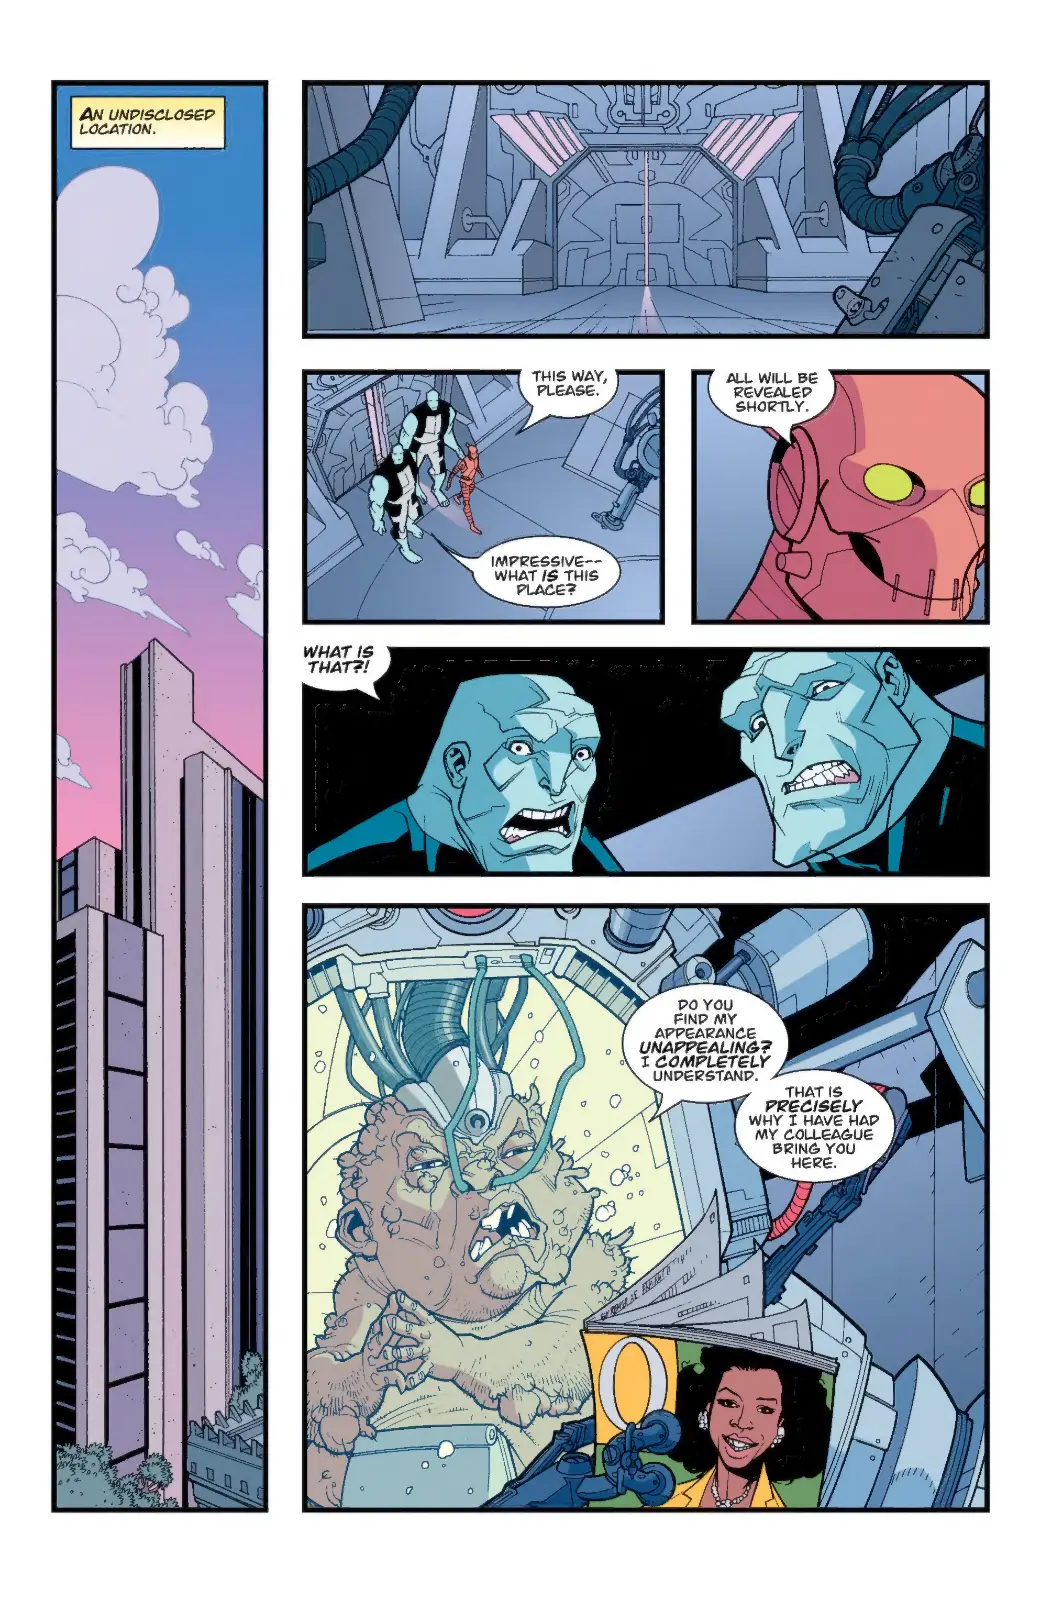 AN UNDISCLOSED
LOCATION.
...
THIS WAY,
PLEASE.
IMPRESSIVE--
WHAT IS THIS
PLACE?
ALL WILL BE
REVEALED
SHORTLY.
WHAT IS
THAT?!
DO YOU
FIND MY
APPEARANCE
UNAPPEALING?
I COMPLETELY
UNDERSTAND.
THAT IS
PRECISELY
WHY I HAVE HAD
MY COLLEAGUE
BRING YOU
HERE.
O